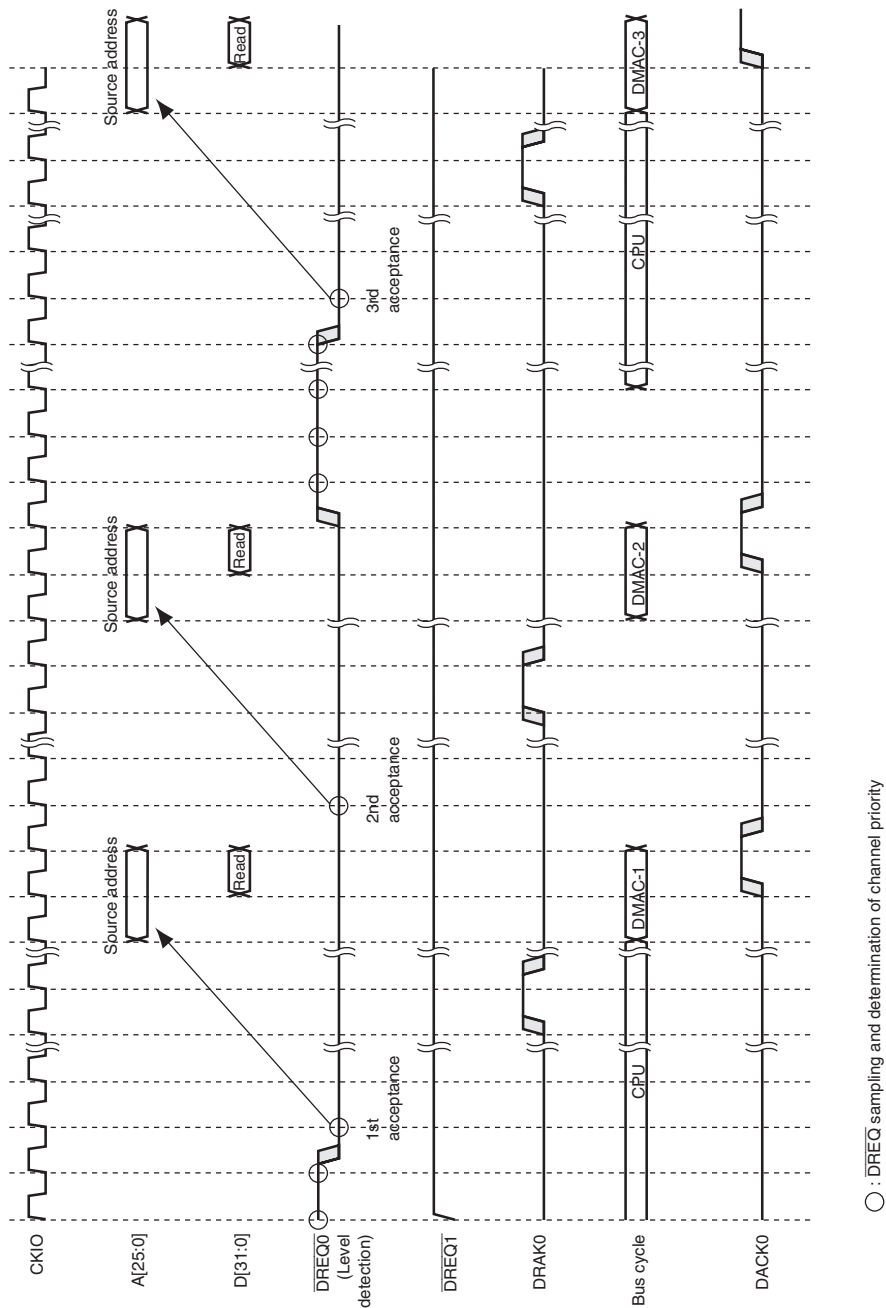 CKIO
A[25:0]
Source address
Source address
Source address
D[31:0]
Read
Read
Read
DREQ0
(Level
detection)
1st
acceptance
2nd
acceptance
3rd
acceptance
DREQ1
DRAK0
Bus cycle
CPU
DMAC-1
DMAC-2
CPU
DMAC-3
DACK0
: DREQ sampling and determination of channel priority